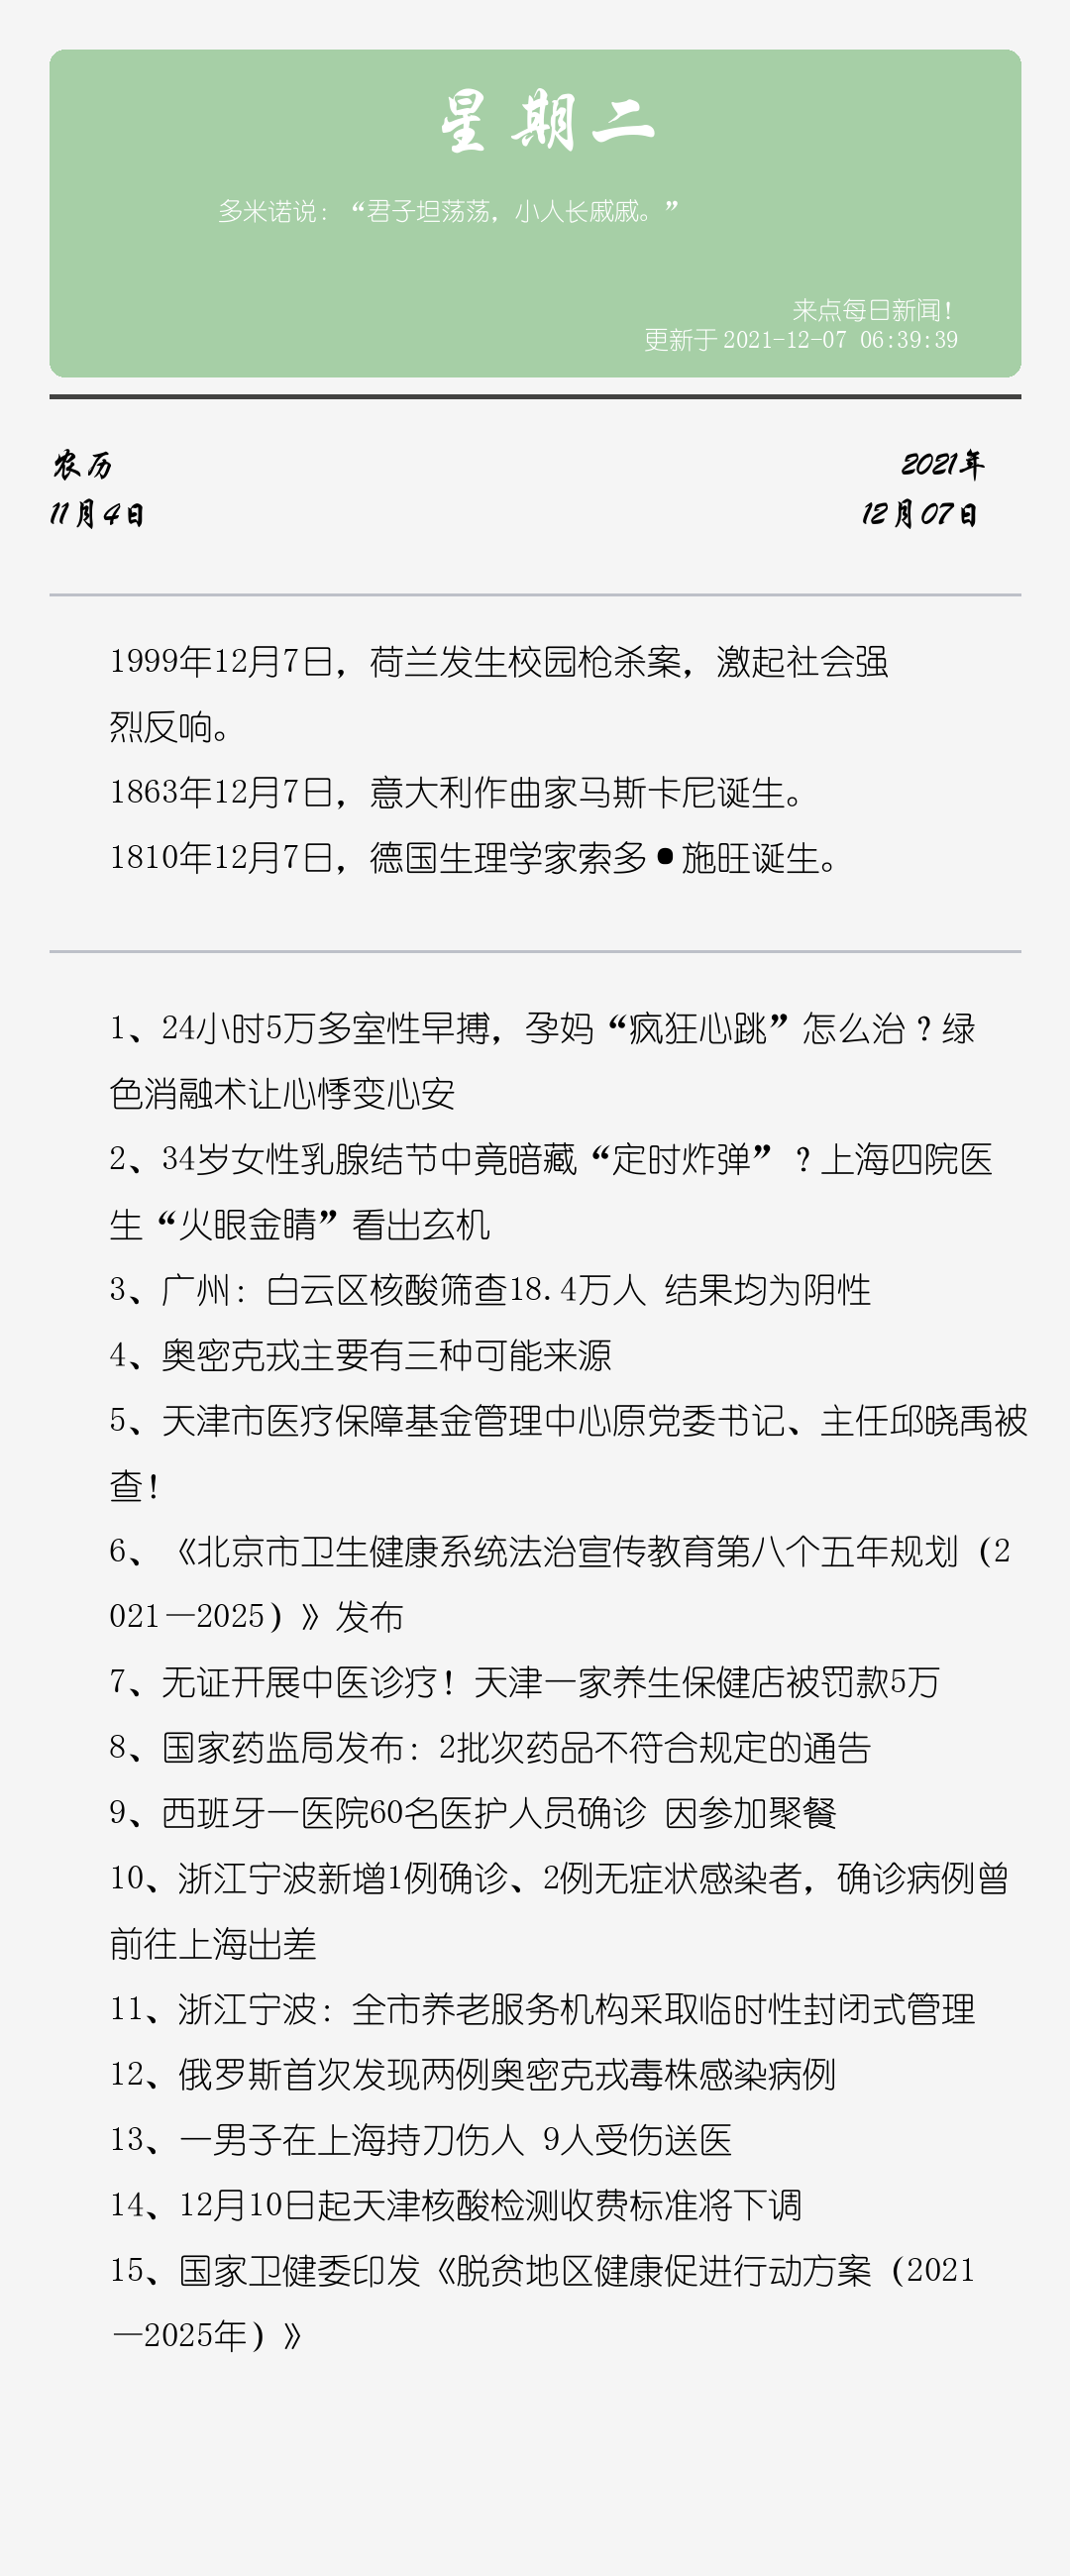 星期二
多米诺说：“君子坦荡荡，小人长戚戚。”
来点每日新闻！
更新于2021-12-07 06:39:39
农历
2021年
11月4日
12月07日
1999年12月7日，荷兰发生校园枪杀案，激起社会强
烈反响。
1863年12月7日，意大利作曲家马斯卡尼诞生。
1810年12月7日，德国生理学家索多•施旺诞生。
1、24小时5万多室性早搏，孕妈“疯狂心跳”怎么治？绿
色消融术让心悸变心安
2、34岁女性乳腺结节中竟暗藏“定时炸弹”？上海四院医
生“火眼金睛”看出玄机
3、广州：白云区核酸筛查18.4万人 结果均为阴性
4、奥密克戎主要有三种可能来源
5、天津市医疗保障基金管理中心原党委书记、主任邱晓禹被
查！
6、《北京市卫生健康系统法治宣传教育第八个五年规划（2
021—2025）》发布
7、无证开展中医诊疗！天津一家养生保健店被罚款5万
8、国家药监局发布：2批次药品不符合规定的通告
9、西班牙一医院60名医护人员确诊 因参加聚餐
10、浙江宁波新增1例确诊、2例无症状感染者，确诊病例曾
前往上海出差
11、浙江宁波：全市养老服务机构采取临时性封闭式管理
12、俄罗斯首次发现两例奥密克戎毒株感染病例
13、一男子在上海持刀伤人 9人受伤送医
14、12月10日起天津核酸检测收费标准将下调
15、国家卫健委印发《脱贫地区健康促进行动方案（2021
—2025年）》